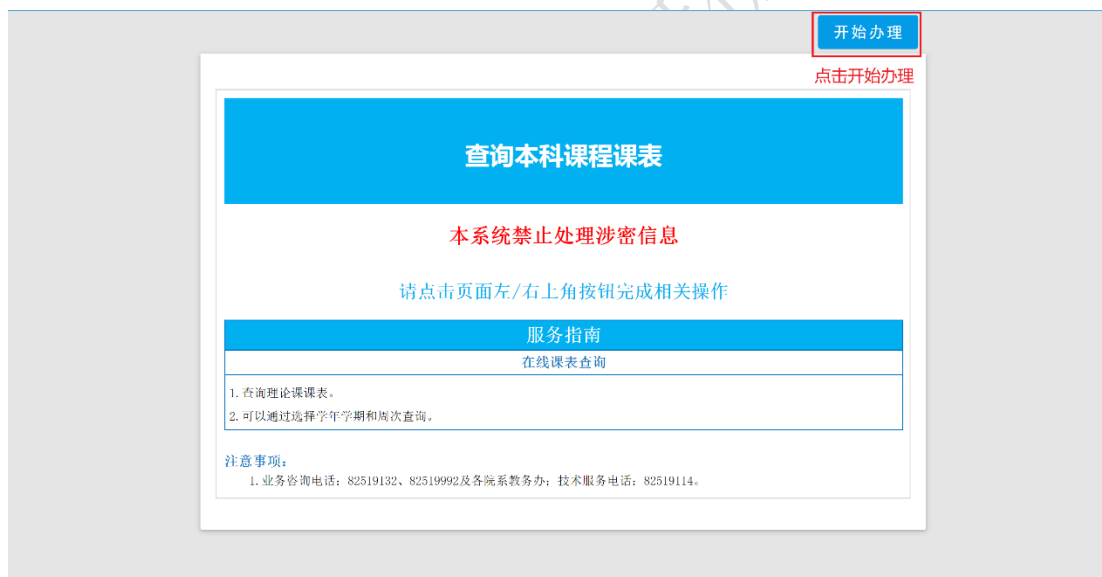 开始办理
点击开始办理
查询本科课程课表
本系统禁止处理涉密信息
请点击页面左/右上角按钮完成相关操作
服务指南
在线课表查询
1. 查询理论课课表。
2. 可以通过选择学年学期和周次查询。
注意事项：
1. 业务咨询电话：82519132、82519992及各院系教务办；技术服务电话：82519114。